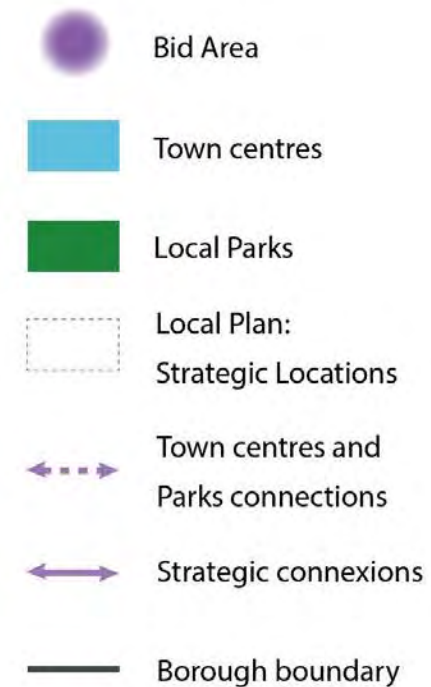 Bid Area
Town centres
Local Parks
Local Plan:
Strategic Locations
Town centres and
Parks connections
Strategic connexions
Borough boundary